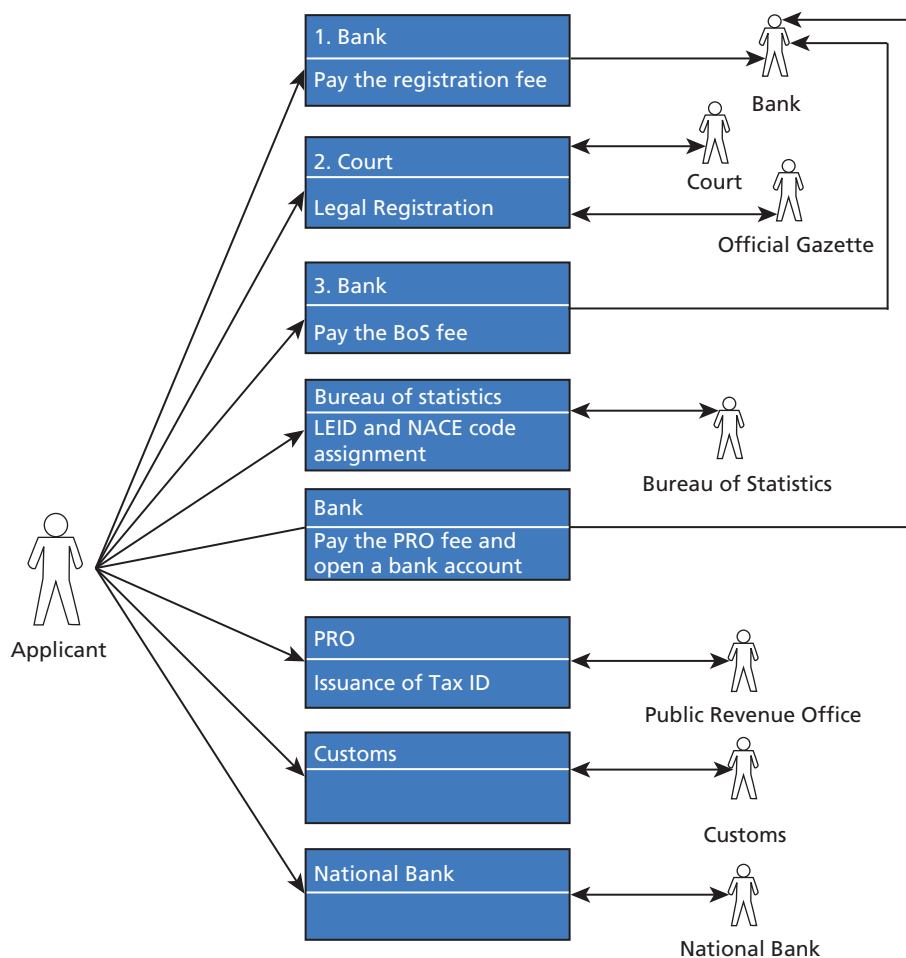 1. Bank
Pay the registration fee
Bank
2. Court
Legal Registration
Court
Official Gazette
3. Bank
Pay the BoS fee
Bureau of statistics
LEID and NACE code
assignment
Bureau of Statistics
Bank
Pay the PRO fee and
open a bank account
Applicant
PRO
Issuance of Tax ID
Public Revenue Office
Customs
Customs
National Bank
National Bank